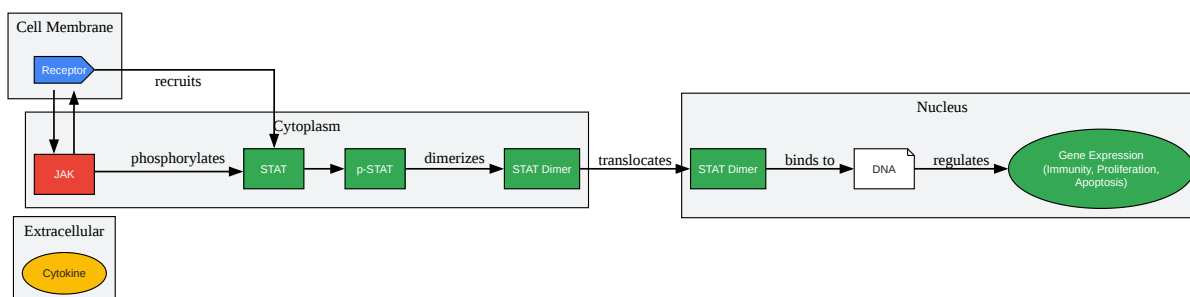 Cell Membrane
Receptor
recruits
Cytoplasm
JAK
phosphorylates
STAT
p-STAT
dimerizes
STAT Dimer
translocates
Nucleus
STAT Dimer
binds to
DNA
regulates
Gene Expression
(Immunity, Proliferation,
Apoptosis)
Extracellular
Cytokine